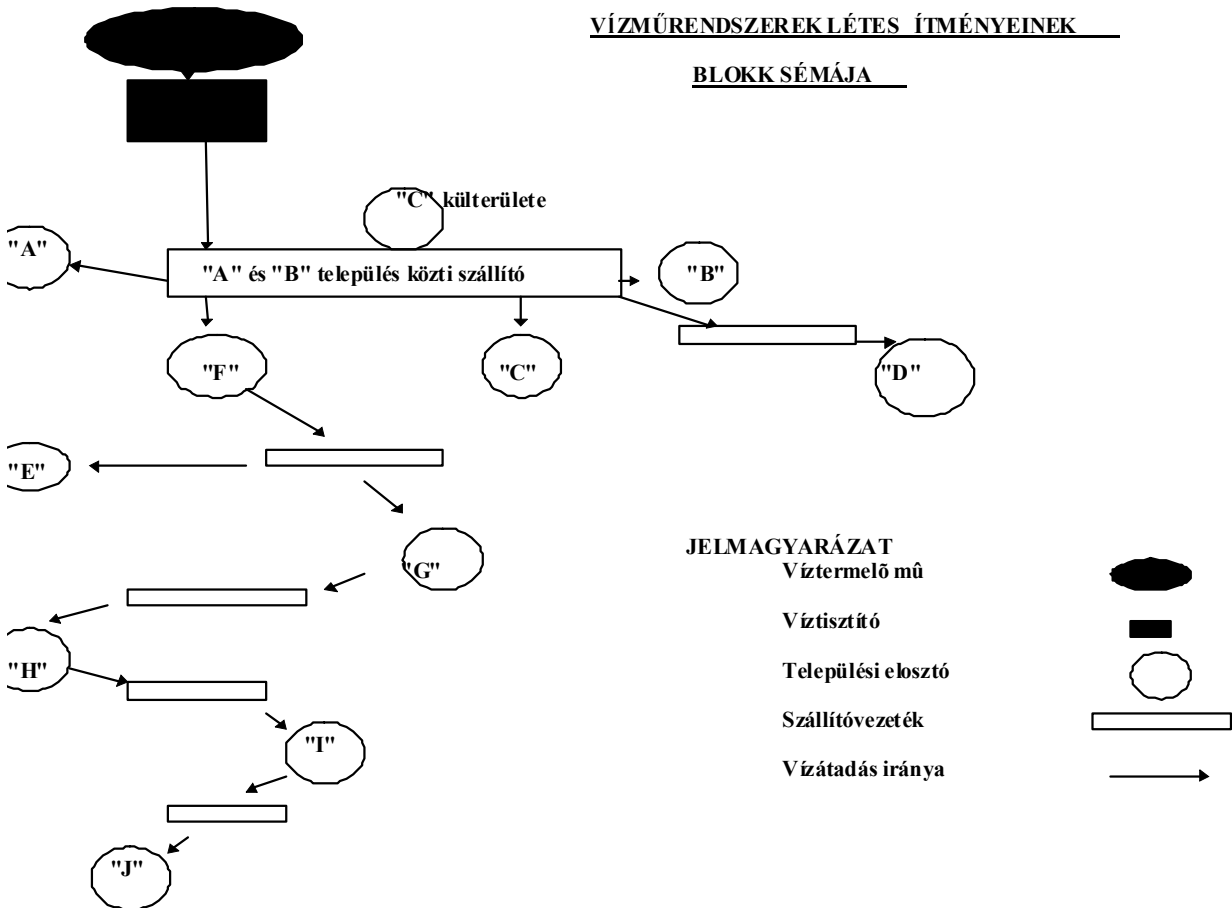 VÍZMŰRENDSZEREK LÉTES ÍTMÉNYEINEK
BLOKK SÉMÁJA
"C" külterülete
"A"
"A" és "B" település közti szállító
"B"
"F"
"C"
"D"
"E"
"G"
"H"
"I"
"J"
JELMAGYARÁZAT
Víztermelõ mû
Víztisztító
Települési elosztó
Szállítóvezeték
Vízátadás iránya